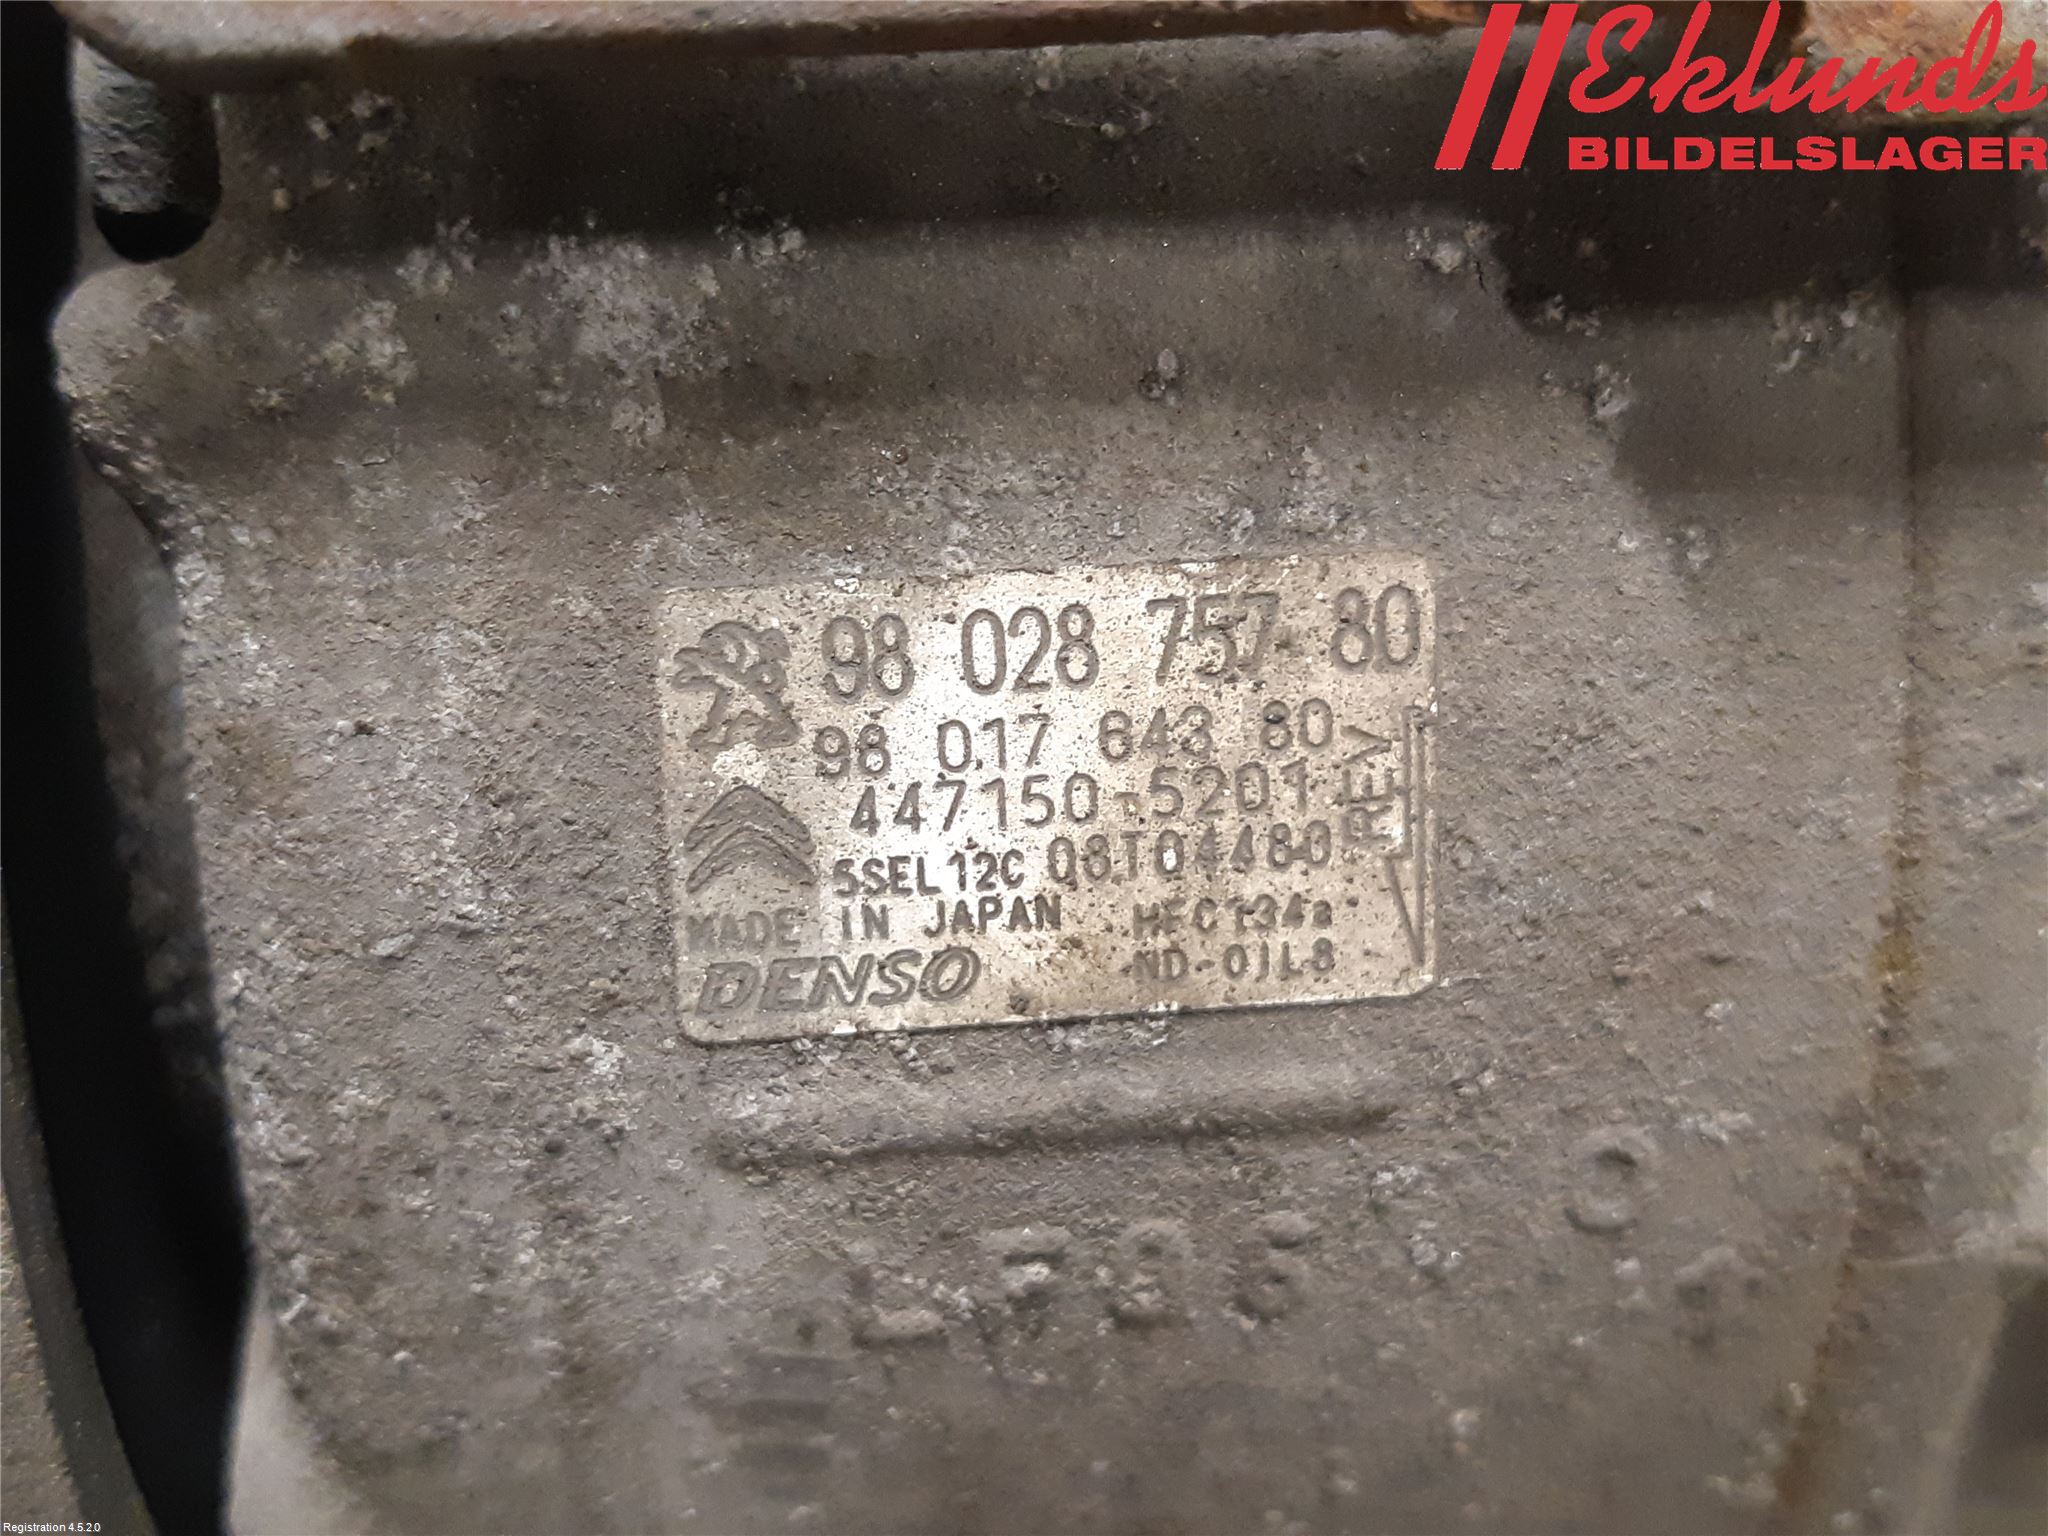 Eklunds
BILDELSLAGER
98 028 757 80
98 017 643 80
447150-5201
REV
5SEL12C 08T04480
MADE IN JAPAN HFC134a
DENSO ND-OIL8
Registration 4.5.2.0